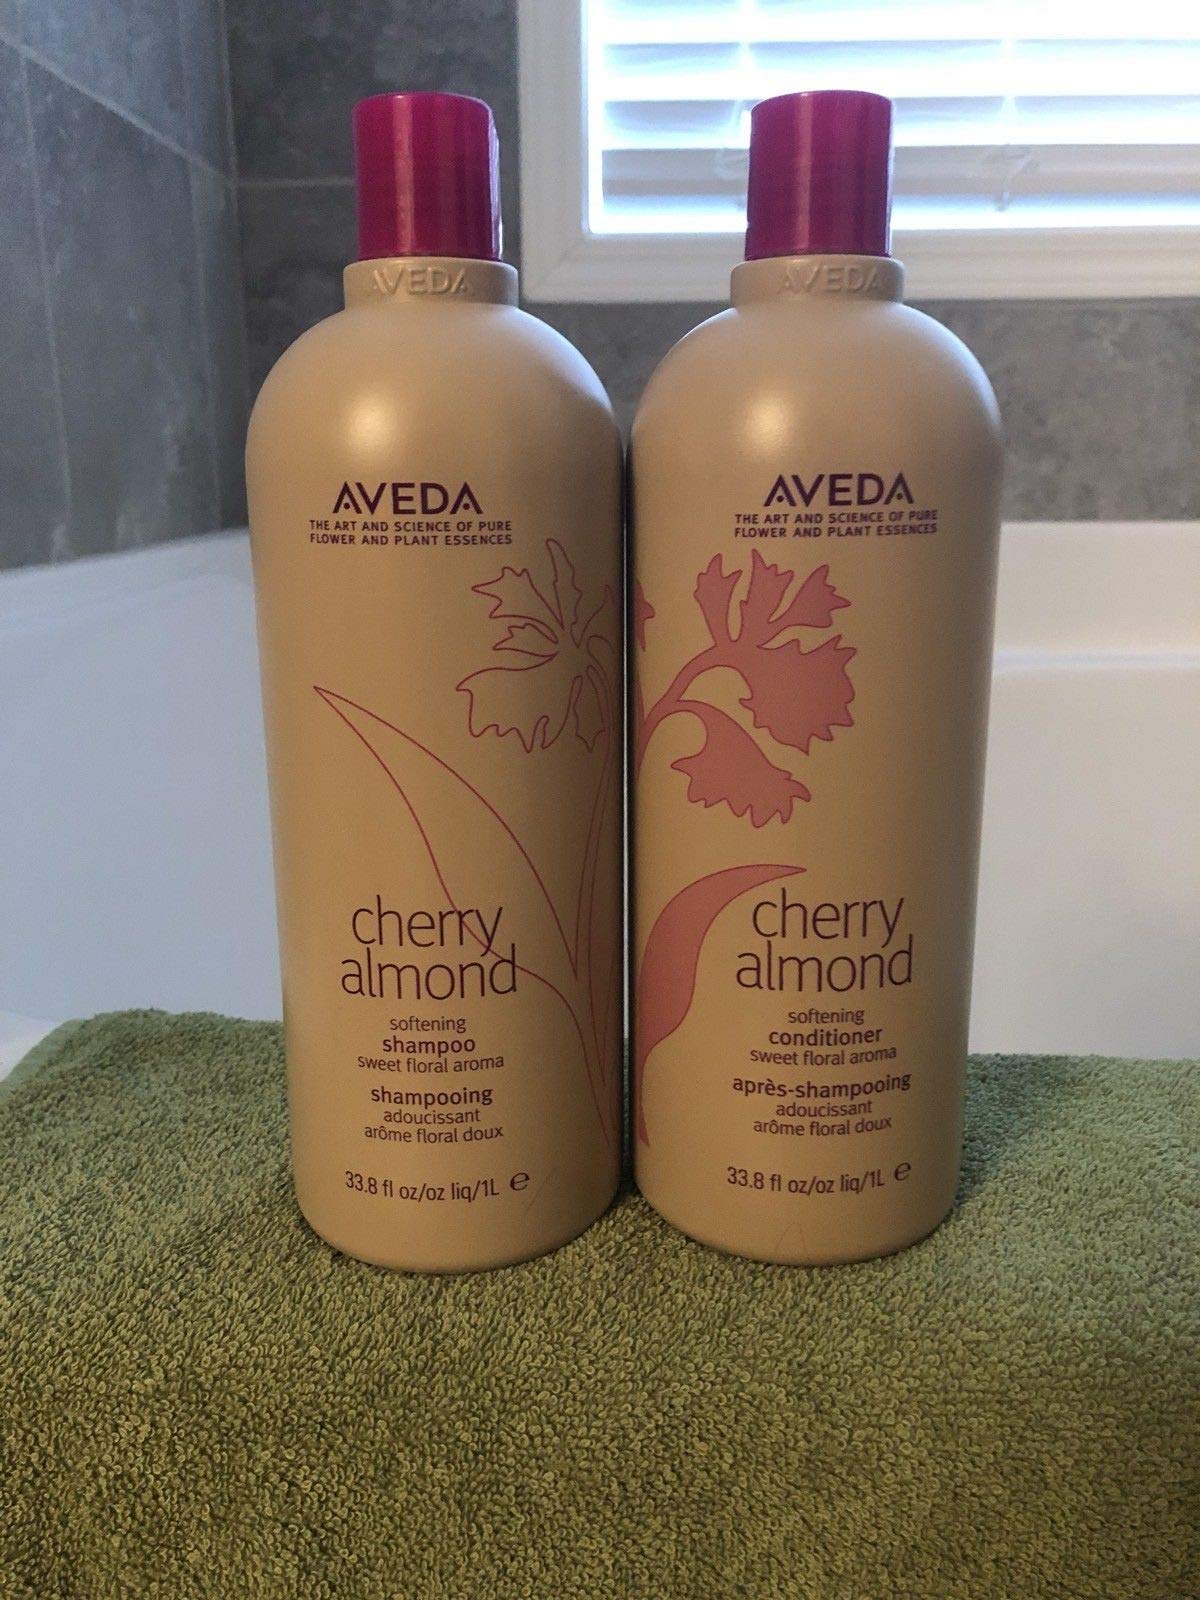 AVEDA
AVEDA
THE ART AND SCIENCE OF PURE
FLOWER AND PLANT ESSENCES
cherry
almond
softening
shampoo
sweet floral aroma
shampooing
adoucissant
arôme floral doux
33.8 fl oz/oz liq/1L ℮
AVEDA
AVEDA
THE ART AND SCIENCE OF PURE
FLOWER AND PLANT ESSENCES
cherry
almond
softening
conditioner
sweet floral aroma
après-shampooing
adoucissant
arôme floral doux
33.8 fl oz/oz liq/1L ℮